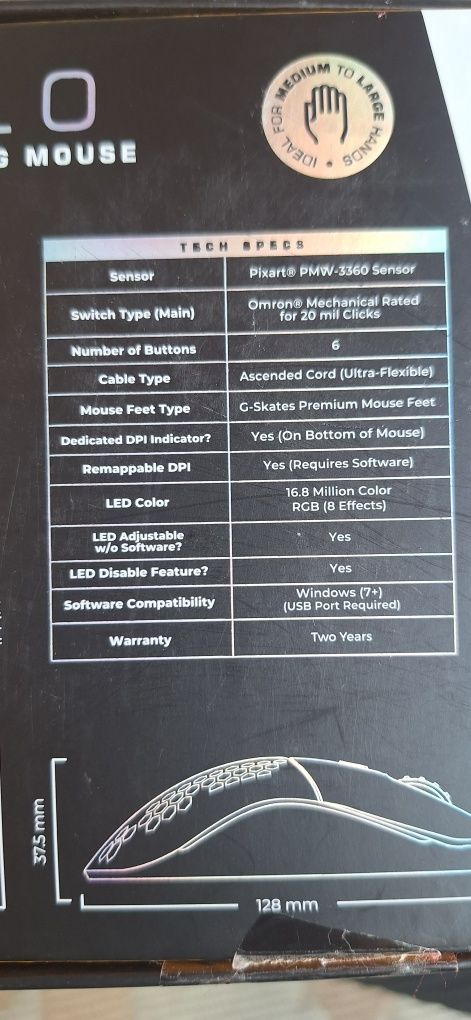 O
G MOUSE
IDEAL FOR MEDIUM TO LARGE HANDS •
TECH SPECS
Sensor Pixart® PMW-3360 Sensor
Switch Type (Main) Omron® Mechanical Rated
for 20 mil Clicks
Number of Buttons 6
Cable Type Ascended Cord (Ultra-Flexible)
Mouse Feet Type G-Skates Premium Mouse Feet
Dedicated DPI Indicator? Yes (On Bottom of Mouse)
Remappable DPI Yes (Requires Software)
LED Color 16.8 Million Color
RGB (8 Effects)
LED Adjustable
w/o Software? Yes
LED Disable Feature? Yes
Software Compatibility Windows (7+)
(USB Port Required)
Warranty Two Years
37.5 mm
128 mm